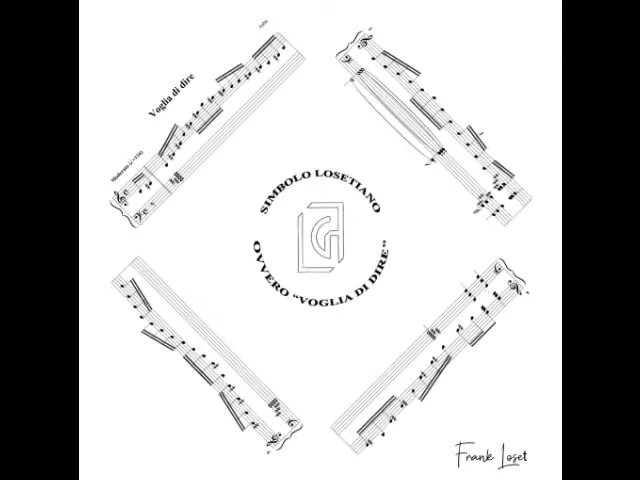 Voglia di dire
SIMBOLO LOSETIANO
OVVERO “VOGLIA DI DIRE”
Frank Loset